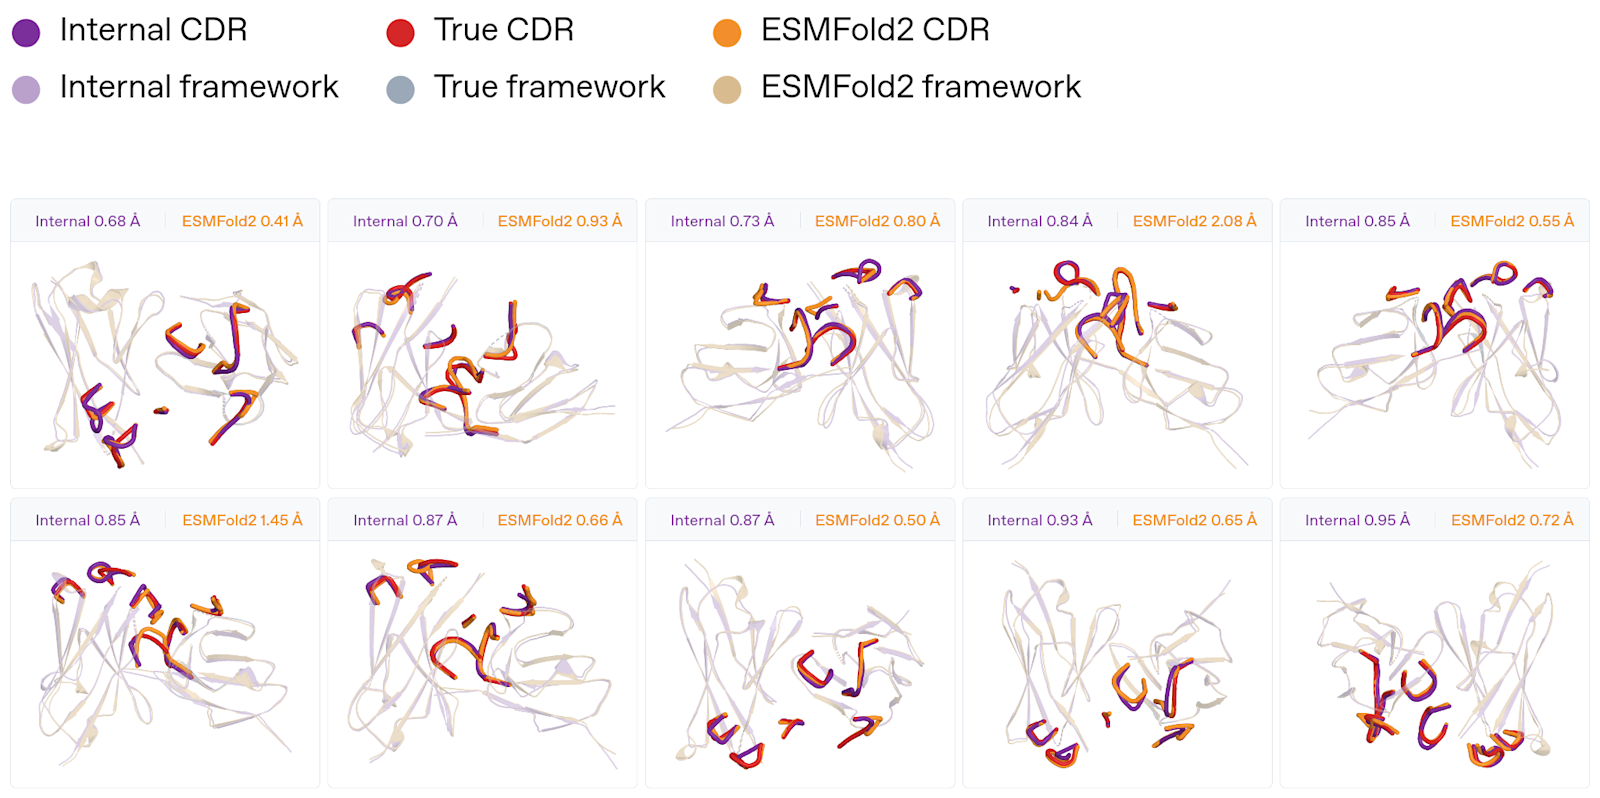 Internal CDR True CDR ESMFold2 CDR
Internal framework True framework ESMFold2 framework
Internal 0.68 Å ESMFold2 0.41 Å Internal 0.70 Å ESMFold2 0.93 Å Internal 0.73 Å ESMFold2 0.80 Å Internal 0.84 Å ESMFold2 2.08 Å Internal 0.85 Å ESMFold2 0.55 Å
Internal 0.85 Å ESMFold2 1.45 Å Internal 0.87 Å ESMFold2 0.66 Å Internal 0.87 Å ESMFold2 0.50 Å Internal 0.93 Å ESMFold2 0.65 Å Internal 0.95 Å ESMFold2 0.72 Å